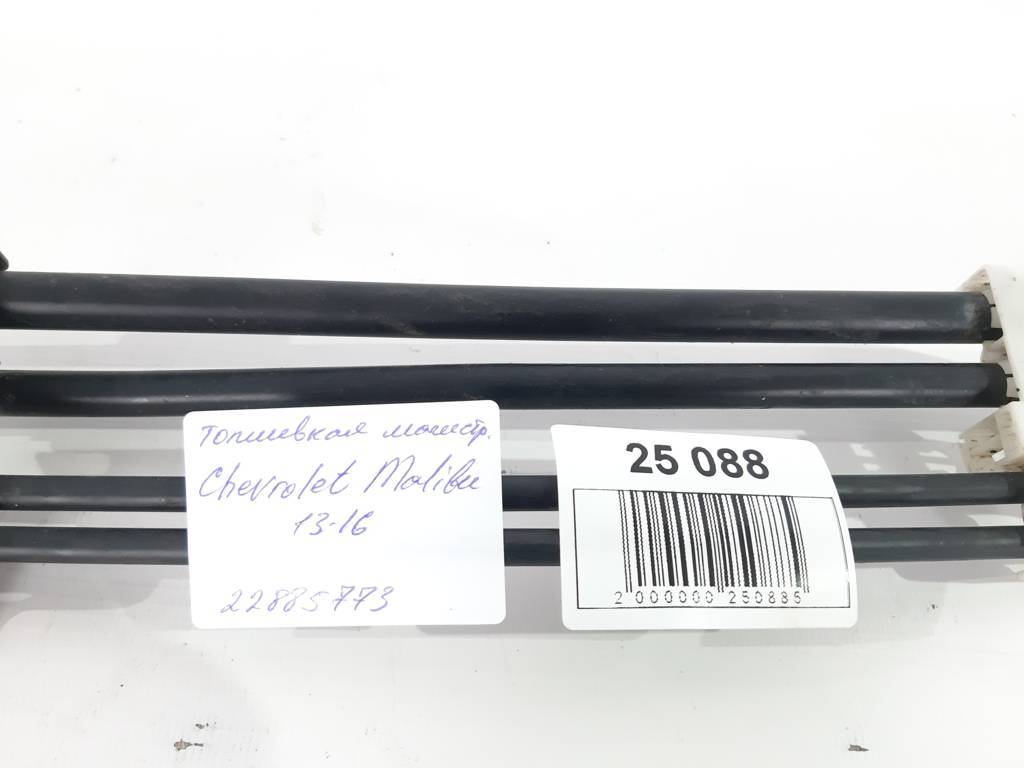 Топливная магистр.
Chevrolet Malibu
13-16
22885773
25 088
2 000000 250885